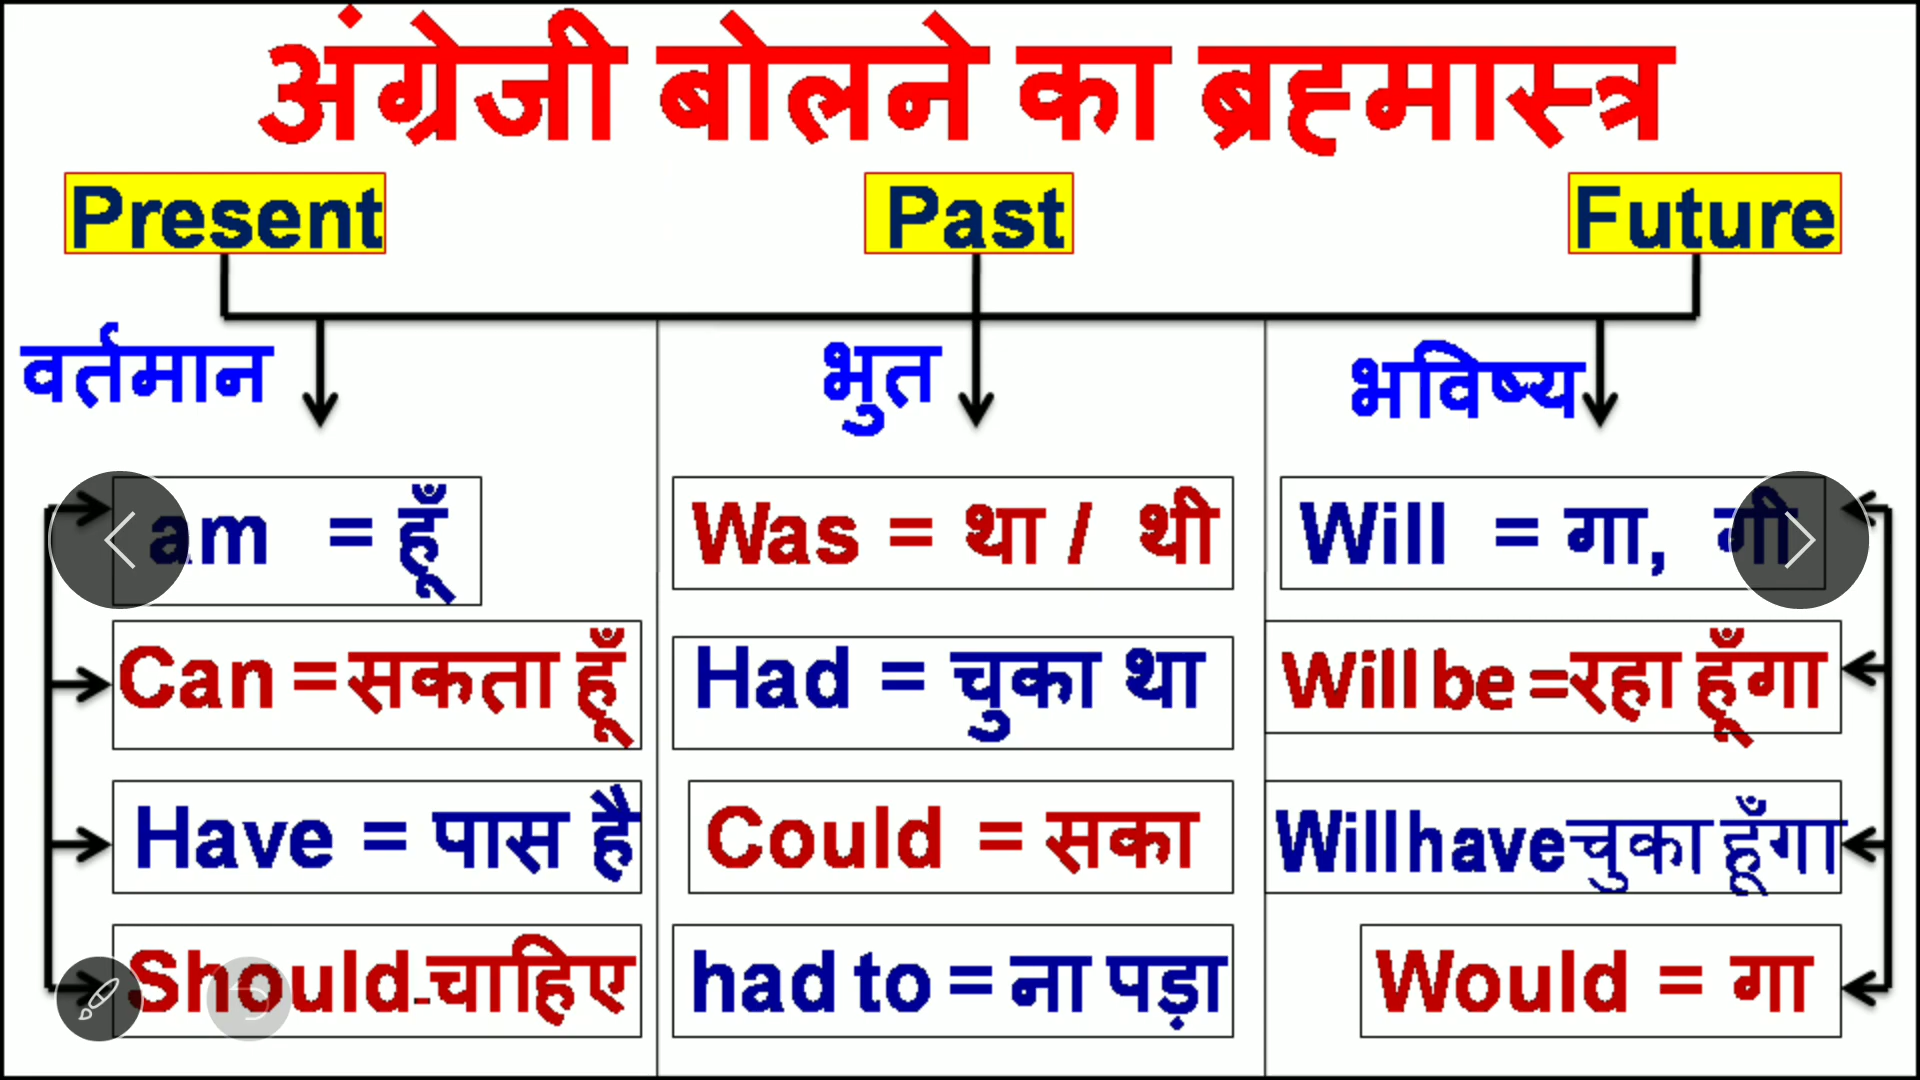 अंग्रेजी बोलने का ब्रह्मास्त्र
Present
Past
Future
वर्तमान
भुत
भविष्य
am = हूँ
Can = सकता हूँ
Have = पास है
Should-चाहिए
Was = था / थी
Had = चुका था
Could = सका
had to = ना पड़ा
Will = गा, गी
Will be =रहा हूँगा
Will have चुका हूँगा
Would = गा